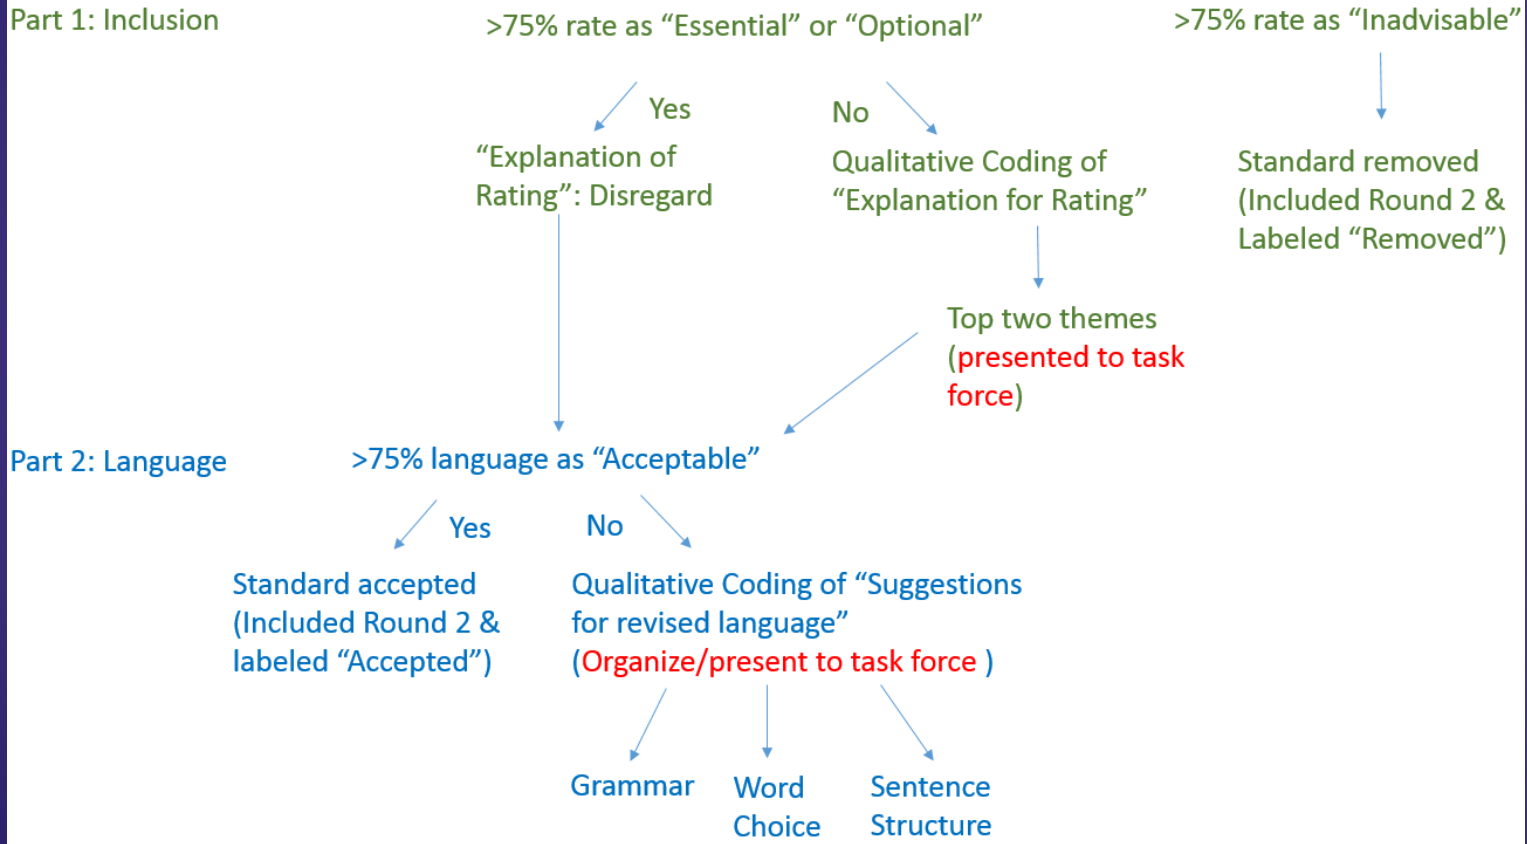 Part 1: Inclusion
>75% rate as “Essential” or “Optional”
>75% rate as “Inadvisable”
Yes
No
“Explanation of
Rating”: Disregard
Qualitative Coding of
“Explanation for Rating”
Standard removed
(Included Round 2 &
Labeled “Removed”)
Top two themes
(presented to task
force)
Part 2: Language
>75% language as “Acceptable”
Yes
No
Standard accepted
(Included Round 2 &
labeled “Accepted”)
Qualitative Coding of “Suggestions
for revised language”
(Organize/present to task force )
Grammar
Word
Choice
Sentence
Structure